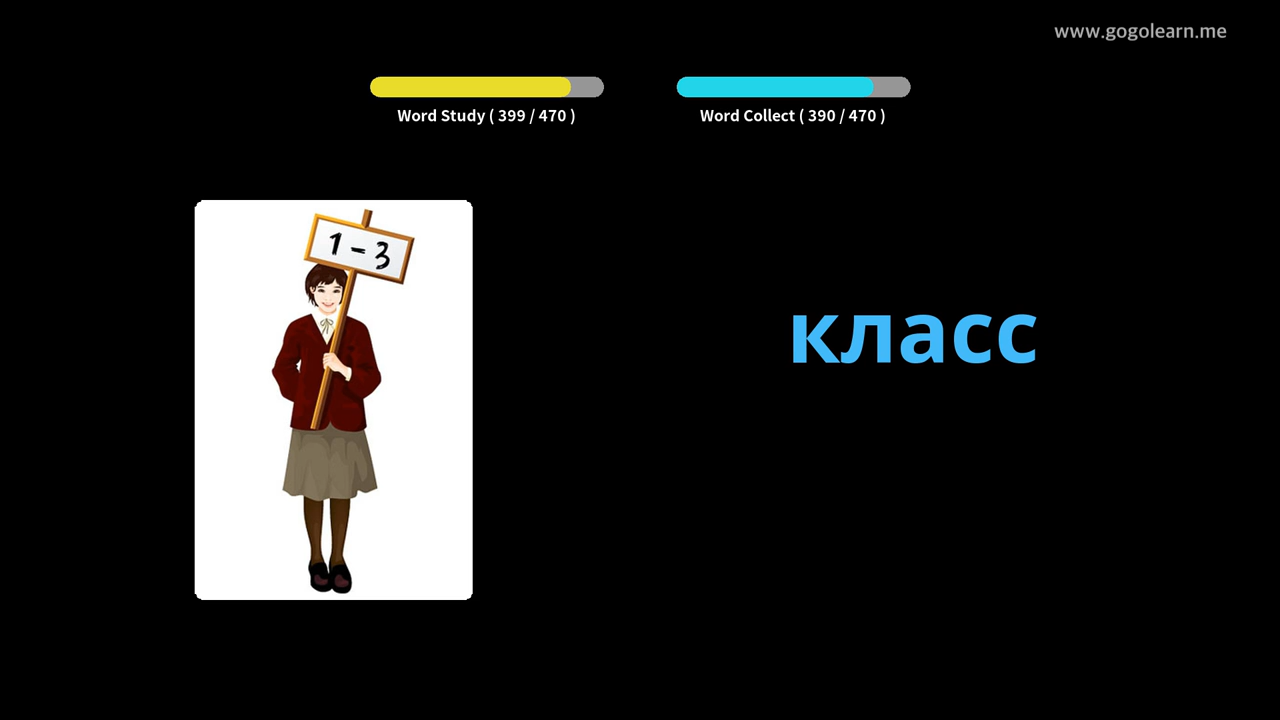 www.gogolearn.me
Word Study ( 399 / 470 )
Word Collect ( 390 / 470 )
1 - 3
класс